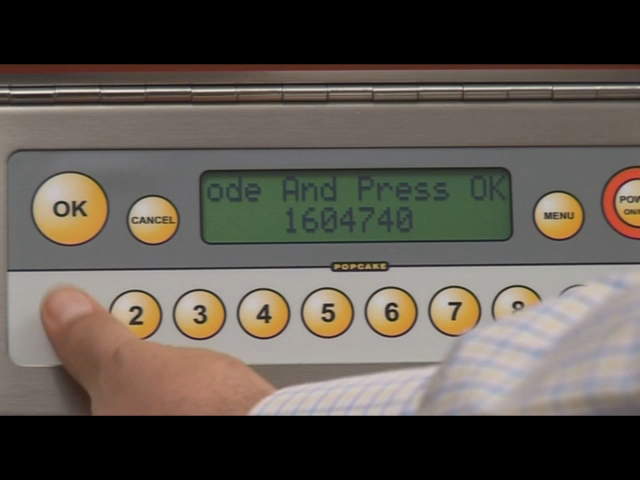 ode And Press OK
1604740
OK
CANCEL
MENU
POW
ON/
POPCAKE
2 3 4 5 6 7 8